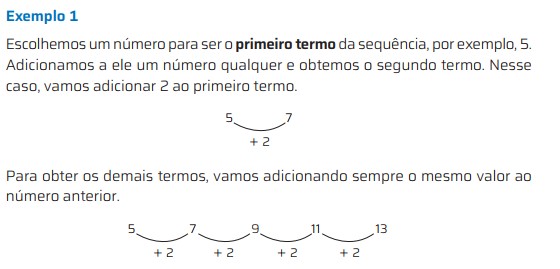 Exemplo 1
Escolhemos um número para ser o primeiro termo da sequência, por exemplo, 5.
Adicionamos a ele um número qualquer e obtemos o segundo termo. Nesse
caso, vamos adicionar 2 ao primeiro termo.
5 7
+ 2
Para obter os demais termos, vamos adicionando sempre o mesmo valor ao
número anterior.
5 7 9 11 13
+ 2 + 2 + 2 + 2